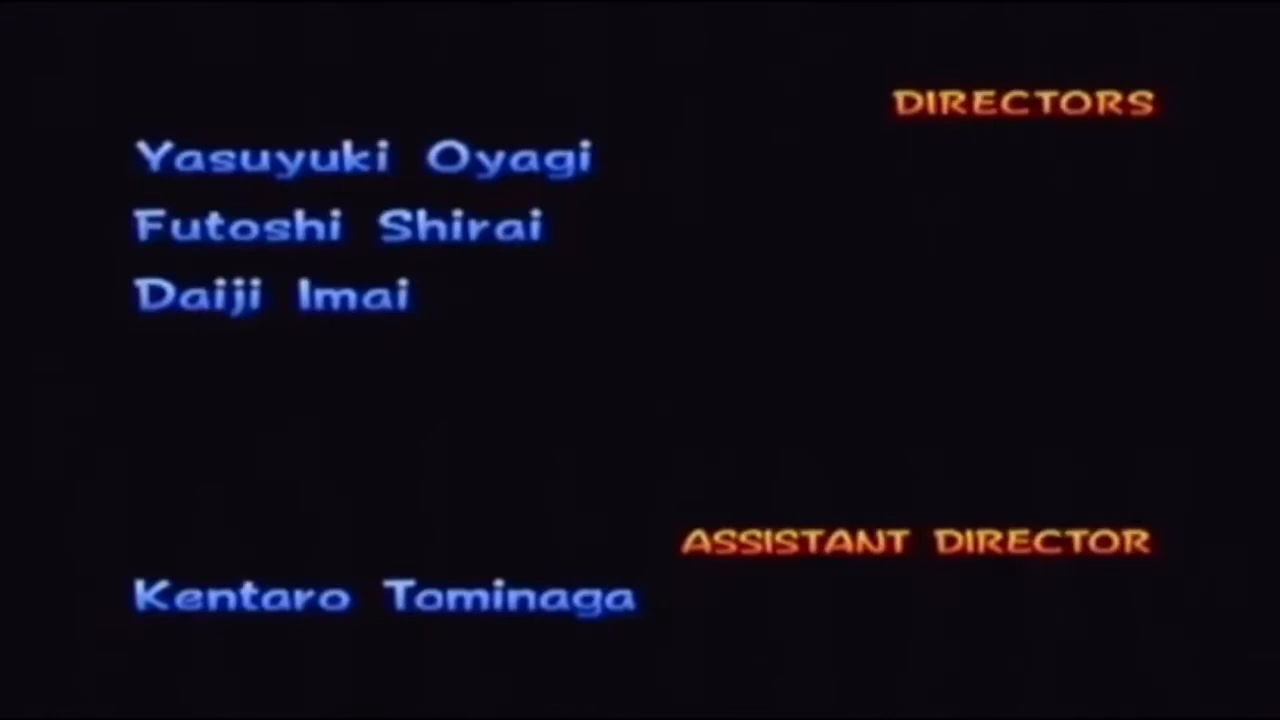 DIRECTORS
Yasuyuki Oyagi
Futoshi Shirai
Daiji Imai
ASSISTANT DIRECTOR
Kentaro Tominaga